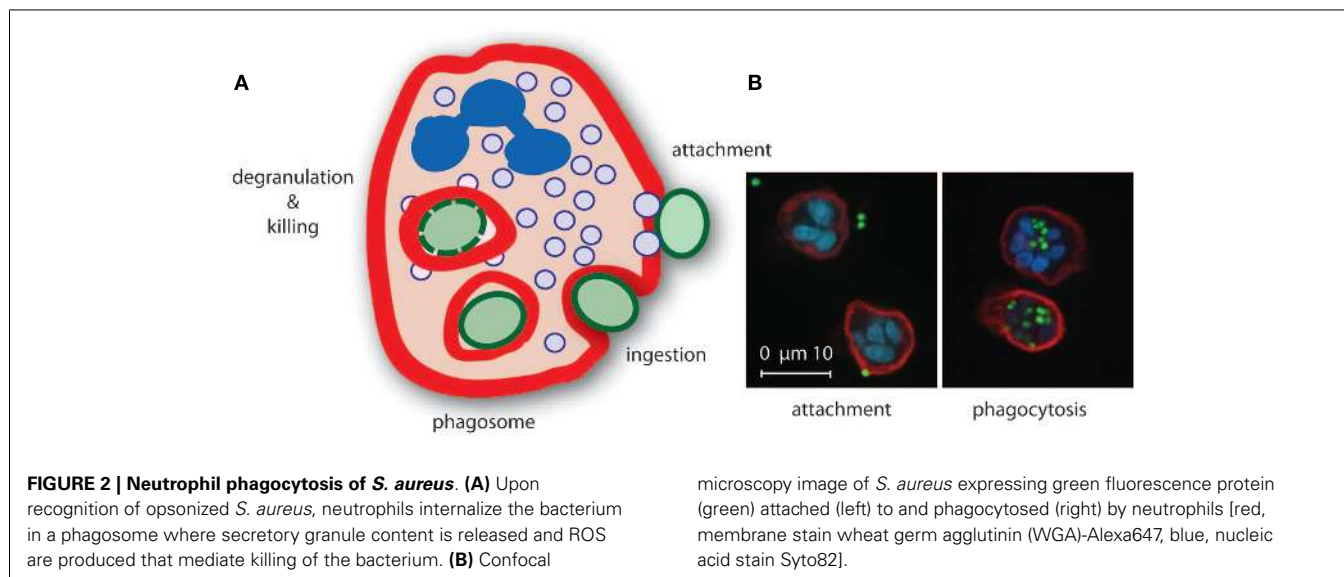 A
B
attachment
degranulation
&
killing
ingestion
phagosome
0 µm 10
attachment
phagocytosis
FIGURE 2 | Neutrophil phagocytosis of S. aureus. (A) Upon
recognition of opsonized S. aureus, neutrophils internalize the bacterium
in a phagosome where secretory granule content is released and ROS
are produced that mediate killing of the bacterium. (B) Confocal
microscopy image of S. aureus expressing green fluorescence protein
(green) attached (left) to and phagocytosed (right) by neutrophils [red,
membrane stain wheat germ agglutinin (WGA)-Alexa647, blue, nucleic
acid stain Syto82].